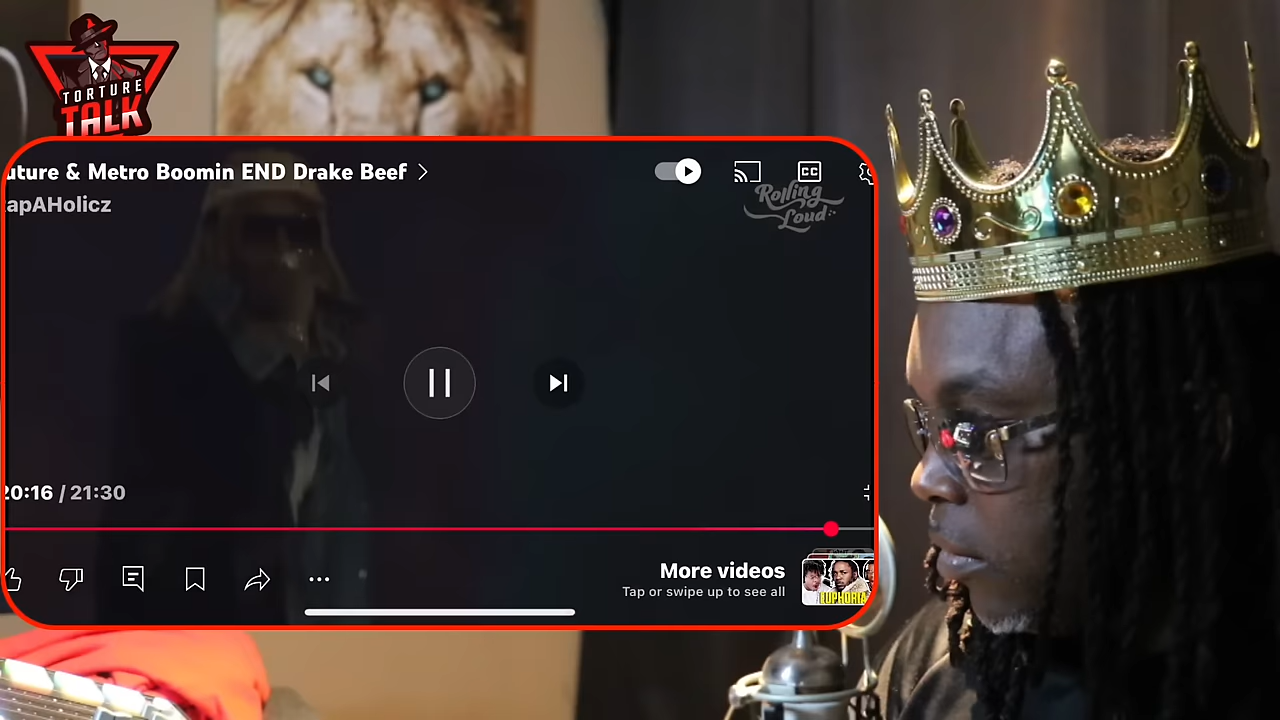 TORTURE
TALK
uture & Metro Boomin END Drake Beef
CC
apAHolicz
Rolling
Loud
20:16 / 21:30
More videos
Tap or swipe up to see all
EUPHORIA